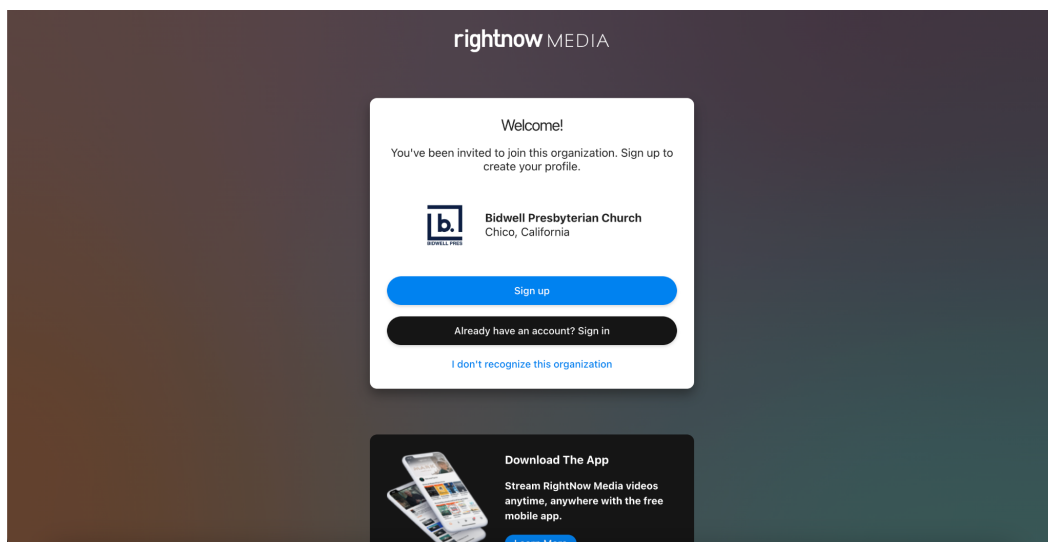 rightnow MEDIA
Welcome!
You've been invited to join this organization. Sign up to
create your profile.
b.
BIDWELL PRES
Bidwell Presbyterian Church
Chico, California
Sign up
Already have an account? Sign in
I don't recognize this organization
Download The App
Stream RightNow Media videos
anytime, anywhere with the free
mobile app.
Learn More